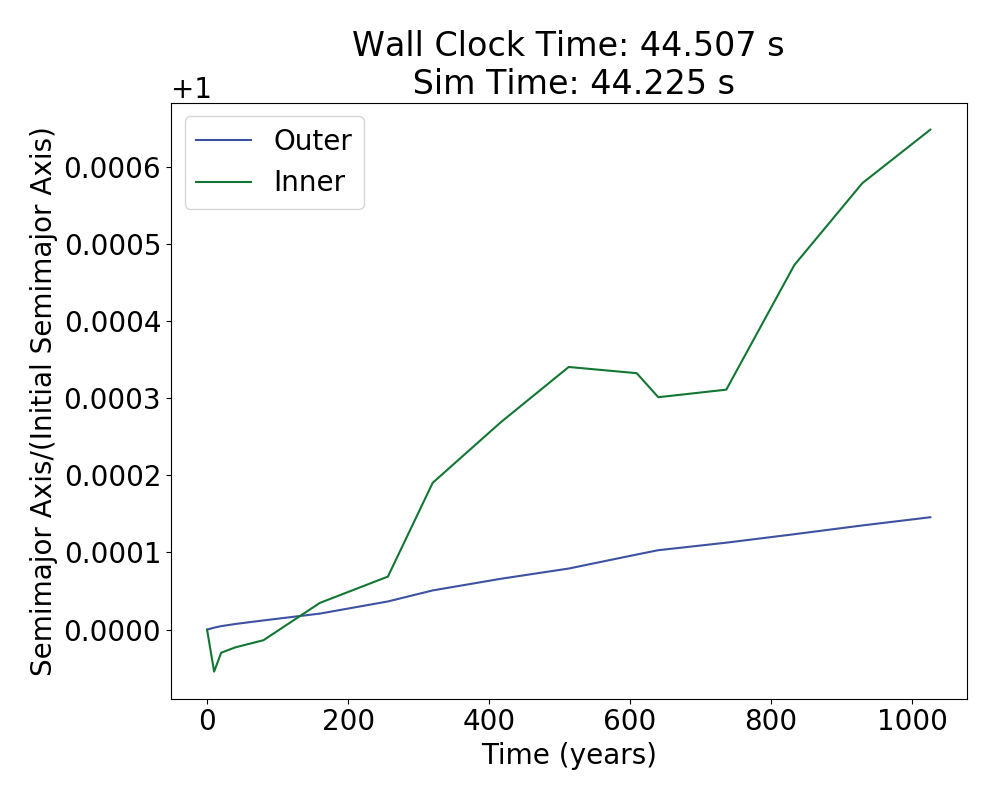 Wall Clock Time: 44.507 s
Sim Time: 44.225 s
+1
Outer
Inner
Semimajor Axis/(Initial Semimajor Axis)
0.0006
0.0005
0.0004
0.0003
0.0002
0.0001
0.0000
0 200 400 600 800 1000
Time (years)